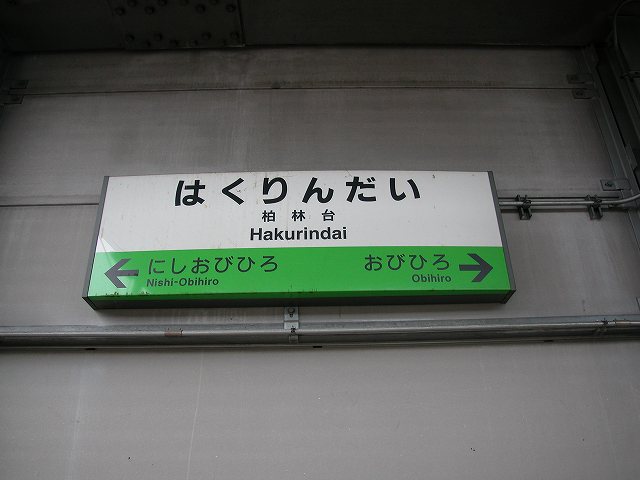 はくりんだい
柏林台
Hakurindai
← にしおびひろ おびひろ →
Nishi-Obihiro Obihiro